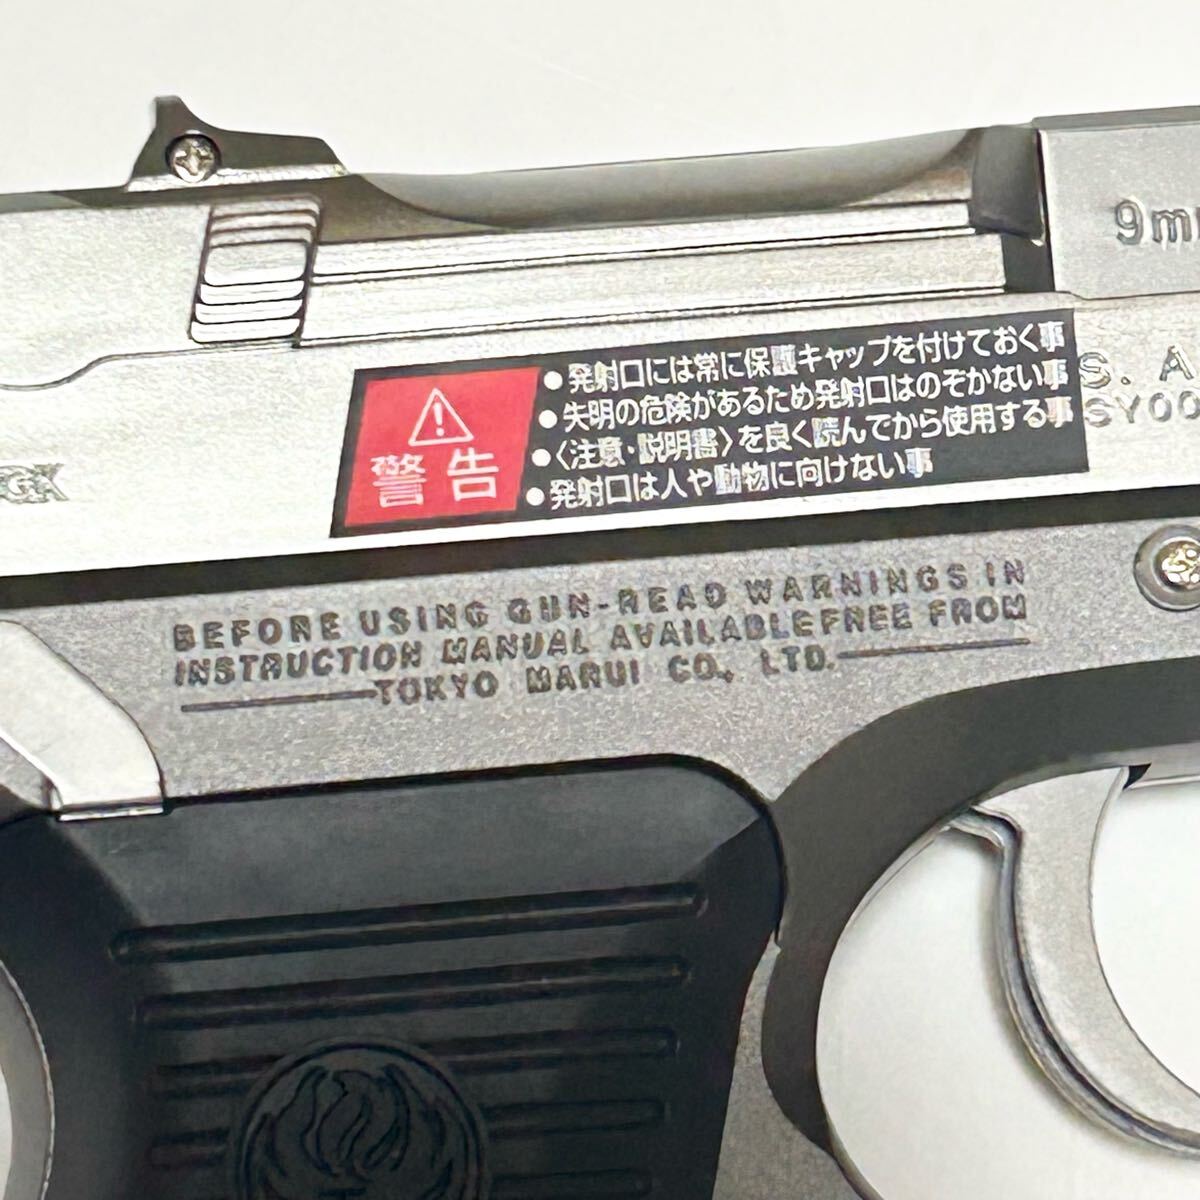 9m
●発射口には常に保護キャップを付けておく事
●失明の危険があるため発射口はのぞかない事
●〈注意・説明書〉を良く読んでから使用する事
●発射口は人や動物に向けない事
警告
S. A
SY00
BEFORE USING GUN-READ WARNINGS IN
INSTRUCTION MANUAL AVAILABLE FREE FROM
TOKYO MARUI CO., LTD.